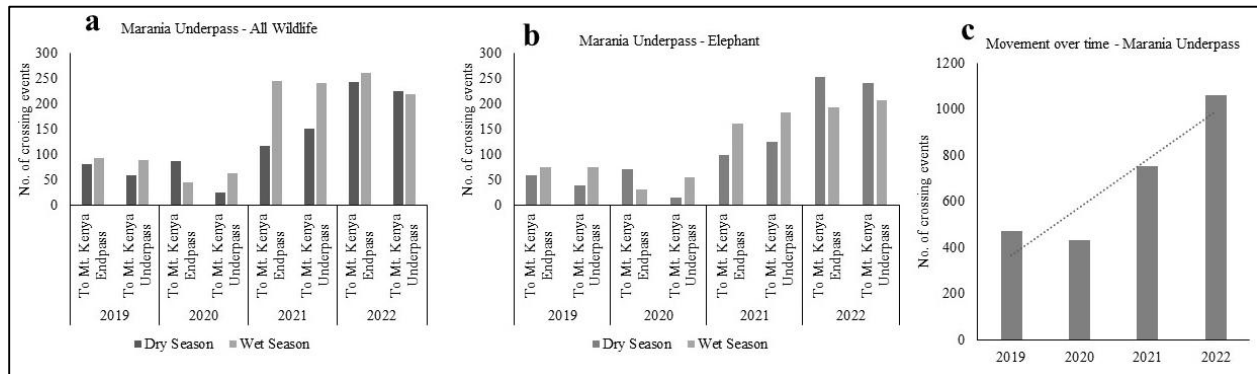 a
Marania Underpass - All Wildlife
No. of crossing events
300
250
200
150
100
50
0
To Mt. Kenya
Endpass
To Mt. Kenya
Underpass
To Mt. Kenya
Endpass
To Mt. Kenya
Underpass
To Mt. Kenya
Endpass
To Mt. Kenya
Underpass
To Mt. Kenya
Endpass
To Mt. Kenya
Underpass
2019 2020 2021 2022
Dry Season Wet Season
b
Marania Underpass - Elephant
No. of crossing events
300
250
200
150
100
50
0
To Mt. Kenya
Endpass
To Mt. Kenya
Underpass
To Mt. Kenya
Endpass
To Mt. Kenya
Underpass
To Mt. Kenya
Endpass
To Mt. Kenya
Underpass
To Mt. Kenya
Endpass
To Mt. Kenya
Underpass
2019 2020 2021 2022
Dry Season Wet Season
c
Movement over time - Marania Underpass
No. of crossing events
1200
1000
800
600
400
200
0
2019 2020 2021 2022